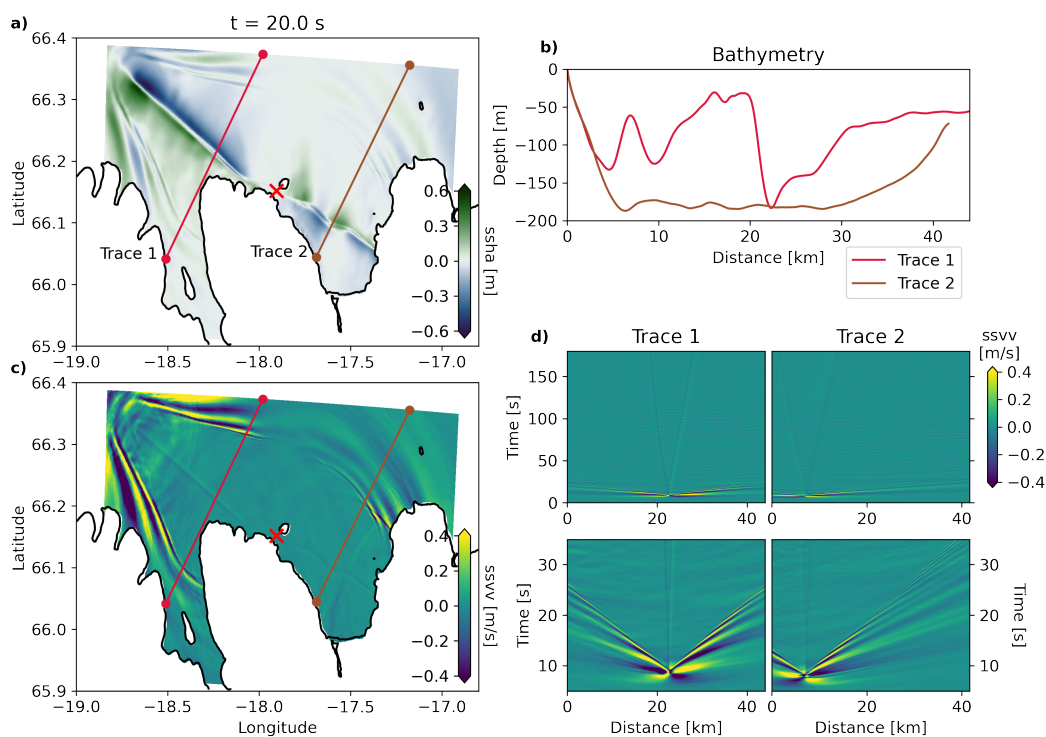 a)
t = 20.0 s
66.4
66.3
66.2
66.1
66.0
65.9
Latitude
Trace 1
Trace 2
0.6
0.3
0.0
−0.3
−0.6
ssha [m]
−19.0 −18.5 −18.0 −17.5 −17.0
b)
Bathymetry
0
−50
−100
−150
−200
Depth [m]
0 10 20 30 40
Distance [km]
Trace 1
Trace 2
c)
66.4
66.3
66.2
66.1
66.0
65.9
Latitude
0.4
0.2
0.0
−0.2
−0.4
ssvv [m/s]
−19.0 −18.5 −18.0 −17.5 −17.0
Longitude
d)
Trace 1
Trace 2
ssvv
[m/s]
0.4
0.2
0.0
−0.2
−0.4
150
100
50
0
Time [s]
0 20 40
0 20 40
30
20
10
Time [s]
30
20
10
Time [s]
0 20 40
0 20 40
Distance [km]
Distance [km]